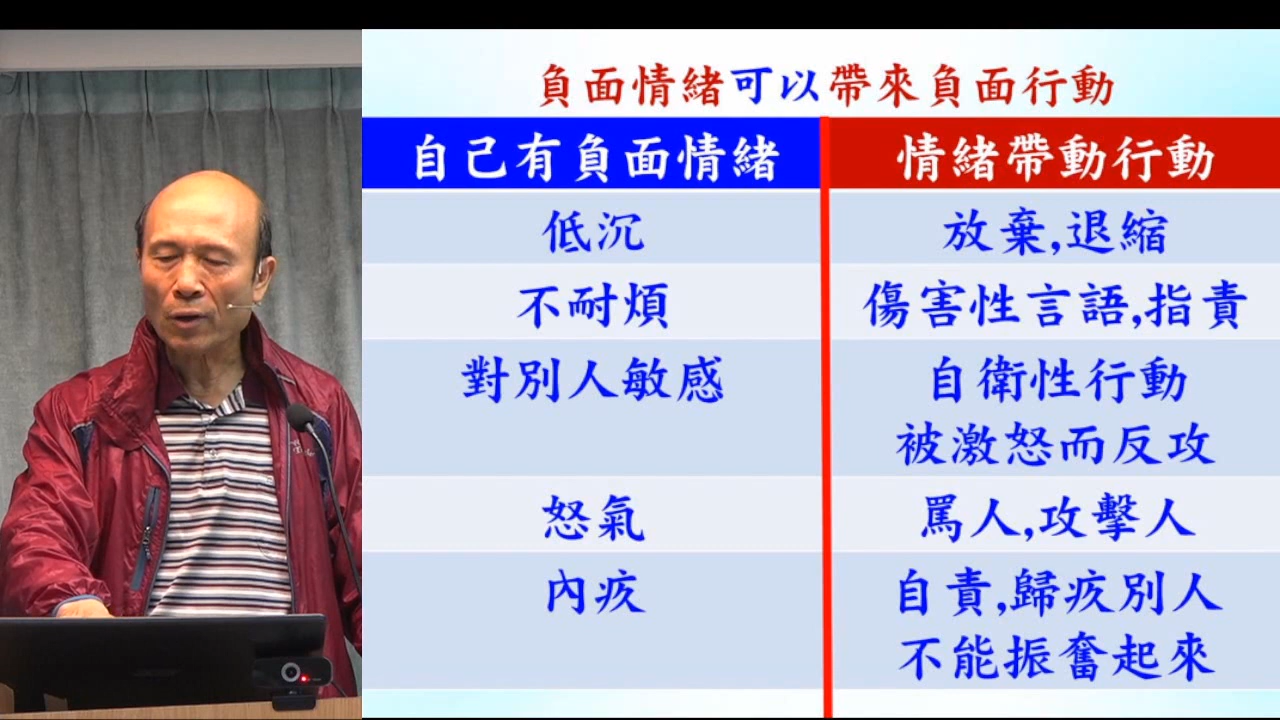 負面情緒可以帶來負面行動
自己有負面情緒 情緒帶動行動
低沉 放棄,退縮
不耐煩 傷害性言語,指責
對別人敏感 自衛性行動
被激怒而反攻
怒氣 罵人,攻擊人
內疚 自責,歸疚別人
不能振奮起來